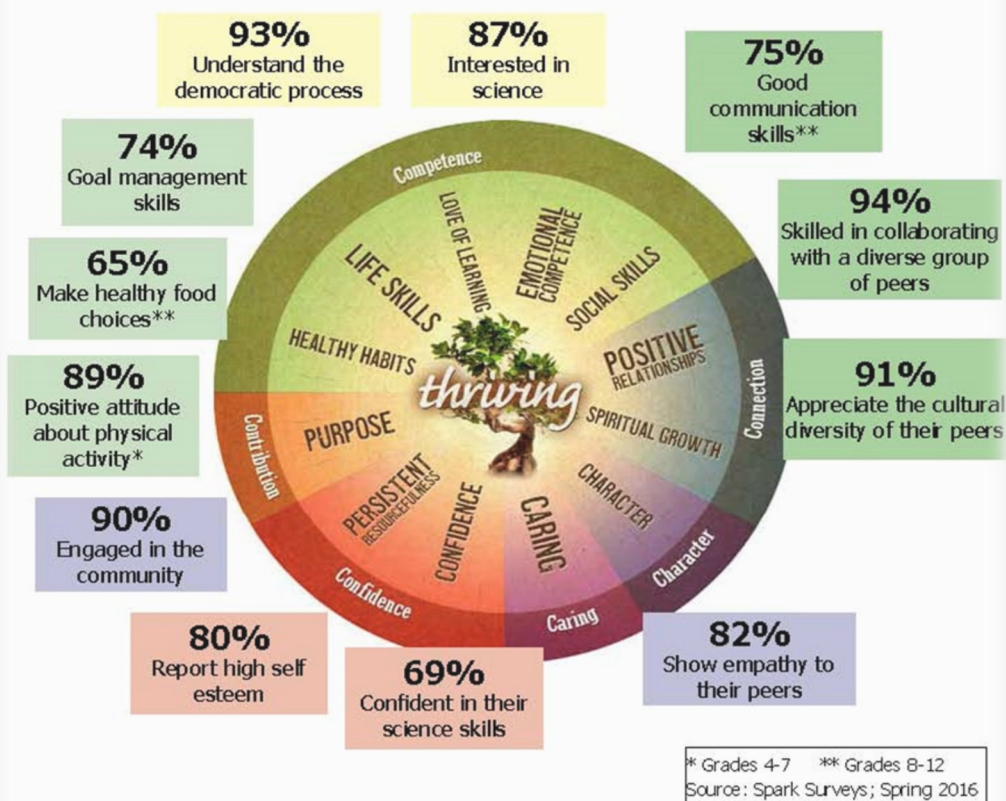 93%
Understand the
democratic process
87%
Interested in
science
75%
Good
communication
skills**
74%
Goal management
skills
94%
Skilled in collaborating
with a diverse group
of peers
65%
Make healthy food
choices**
89%
Positive attitude
about physical
activity*
91%
Appreciate the cultural
diversity of their peers
90%
Engaged in the
community
80%
Report high self
esteem
69%
Confident in their
science skills
82%
Show empathy to
their peers
Competence
Connection
Character
Caring
Confidence
Contribution
HEALTHY HABITS
LIFE SKILLS
LOVE OF LEARNING
EMOTIONAL
COMPETENCE
SOCIAL SKILLS
POSITIVE
RELATIONSHIPS
SPIRITUAL GROWTH
CHARACTER
CARING
CONFIDENCE
PERSISTENT
RESOURCEFULNESS
PURPOSE
thriving
* Grades 4-7 ** Grades 8-12
Source: Spark Surveys; Spring 2016